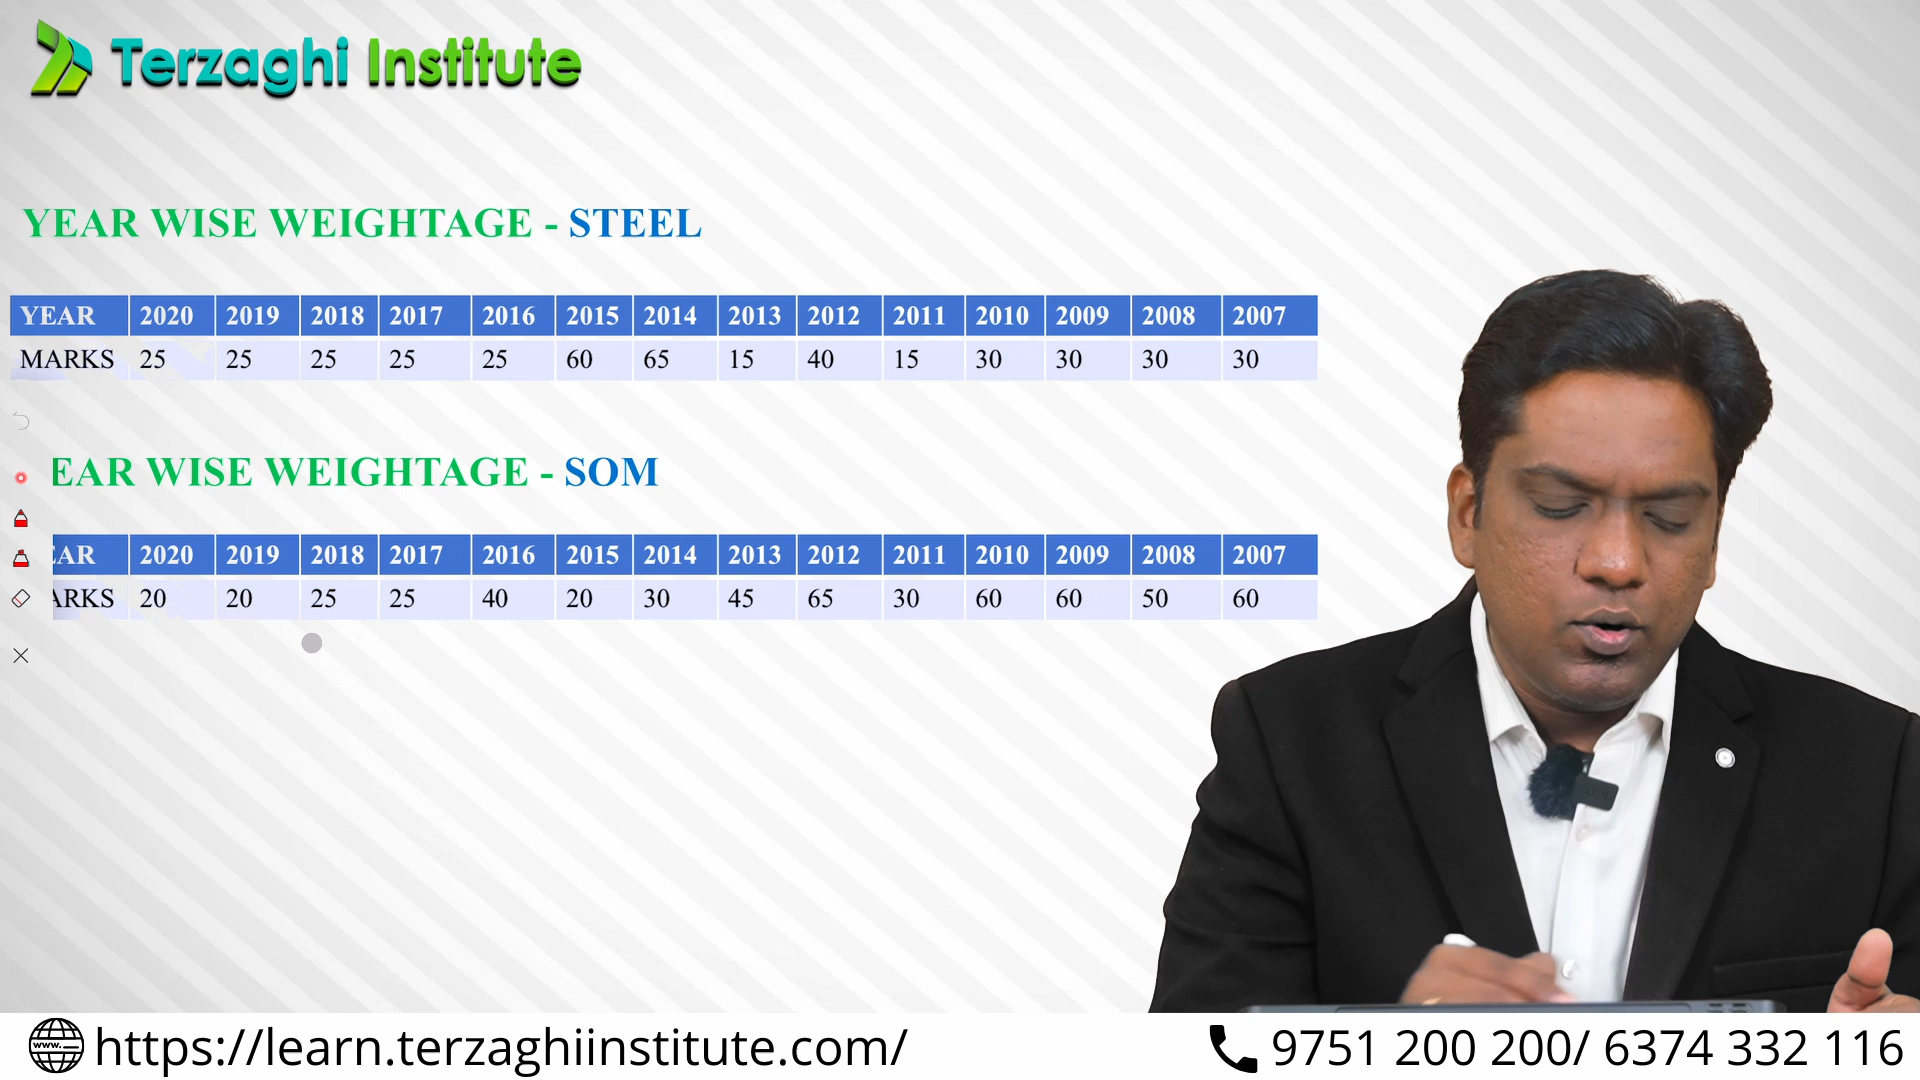 Terzaghi Institute
YEAR WISE WEIGHTAGE - STEEL
YEAR 2020 2019 2018 2017 2016 2015 2014 2013 2012 2011 2010 2009 2008 2007
MARKS 25 25 25 25 25 60 65 15 40 15 30 30 30 30
EAR WISE WEIGHTAGE - SOM
EAR 2020 2019 2018 2017 2016 2015 2014 2013 2012 2011 2010 2009 2008 2007
ARKS 20 20 25 25 40 20 30 45 65 30 60 60 50 60
www. https://learn.terzaghiinstitute.com/ 9751 200 200/ 6374 332 116